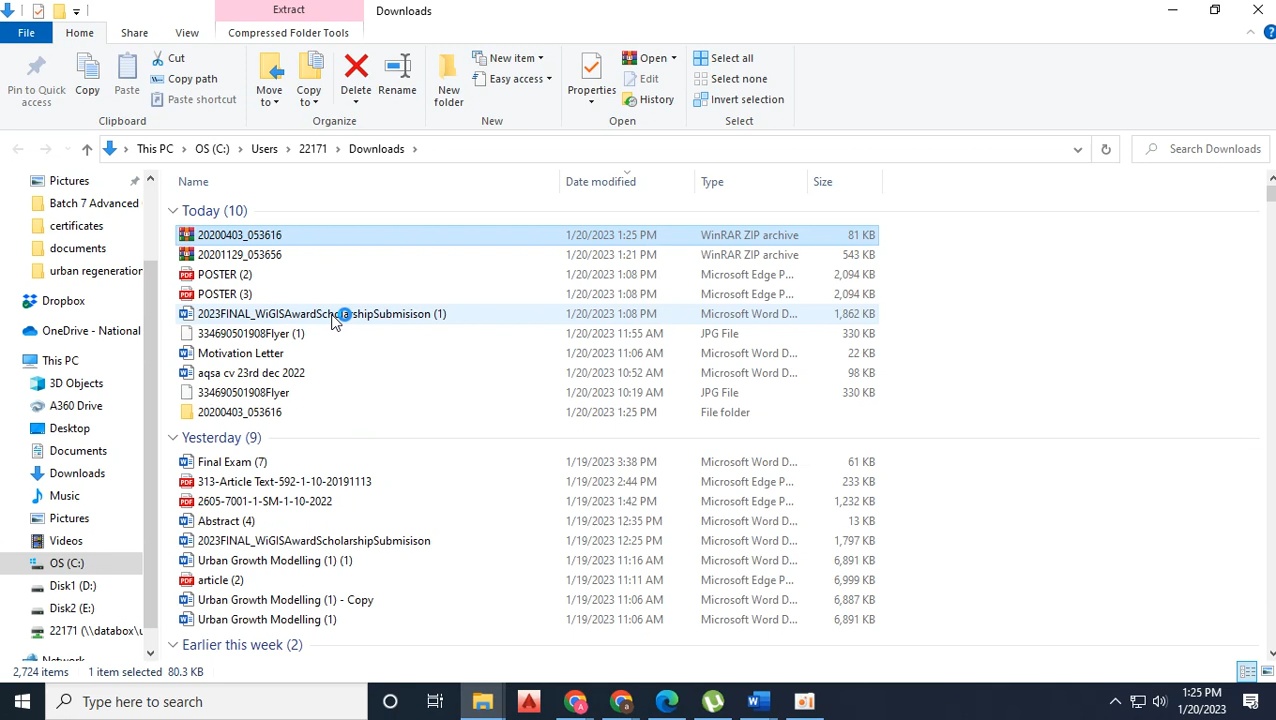 Extract
Downloads
File
Home
Share
View
Compressed Folder Tools
Pin to Quick access
Copy
Paste
Cut
Copy path
Paste shortcut
Clipboard
Move to
Copy to
Delete
Rename
Organize
New folder
New item
Easy access
New
Properties
Open
Edit
History
Open
Select all
Select none
Invert selection
Select
This PC > OS (C:) > Users > 22171 > Downloads >
Search Downloads
Pictures
Batch 7 Advanced
certificates
documents
urban regeneration
Dropbox
OneDrive - National
This PC
3D Objects
A360 Drive
Desktop
Documents
Downloads
Music
Pictures
Videos
OS (C:)
Disk1 (D:)
Disk2 (E:)
22171 (\\databox\u
Network
Name Date modified Type Size
Today (10)
20200403_053616 1/20/2023 1:25 PM WinRAR ZIP archive 81 KB
20201129_053656 1/20/2023 1:21 PM WinRAR ZIP archive 543 KB
POSTER (2) 1/20/2023 1:08 PM Microsoft Edge P... 2,094 KB
POSTER (3) 1/20/2023 1:08 PM Microsoft Edge P... 2,094 KB
2023FINAL_WiGISAwardScholarshipSubmisison (1) 1/20/2023 1:08 PM Microsoft Word D... 1,862 KB
334690501908Flyer (1) 1/20/2023 11:55 AM JPG File 330 KB
Motivation Letter 1/20/2023 11:06 AM Microsoft Word D... 22 KB
aqsa cv 23rd dec 2022 1/20/2023 10:52 AM Microsoft Word D... 98 KB
334690501908Flyer 1/20/2023 10:19 AM JPG File 330 KB
20200403_053616 1/20/2023 1:25 PM File folder
Yesterday (9)
Final Exam (7) 1/19/2023 3:38 PM Microsoft Word D... 61 KB
313-Article Text-592-1-10-20191113 1/19/2023 2:44 PM Microsoft Edge P... 233 KB
2605-7001-1-SM-1-10-2022 1/19/2023 1:42 PM Microsoft Edge P... 1,232 KB
Abstract (4) 1/19/2023 12:35 PM Microsoft Word D... 13 KB
2023FINAL_WiGISAwardScholarshipSubmisison 1/19/2023 12:25 PM Microsoft Word D... 1,797 KB
Urban Growth Modelling (1) (1) 1/19/2023 11:16 AM Microsoft Word D... 6,891 KB
article (2) 1/19/2023 11:11 AM Microsoft Edge P... 6,999 KB
Urban Growth Modelling (1) - Copy 1/19/2023 11:06 AM Microsoft Word D... 6,887 KB
Urban Growth Modelling (1) 1/19/2023 11:06 AM Microsoft Word D... 6,891 KB
Earlier this week (2)
2,724 items 1 item selected 80.3 KB
Type here to search
1:25 PM
1/20/2023